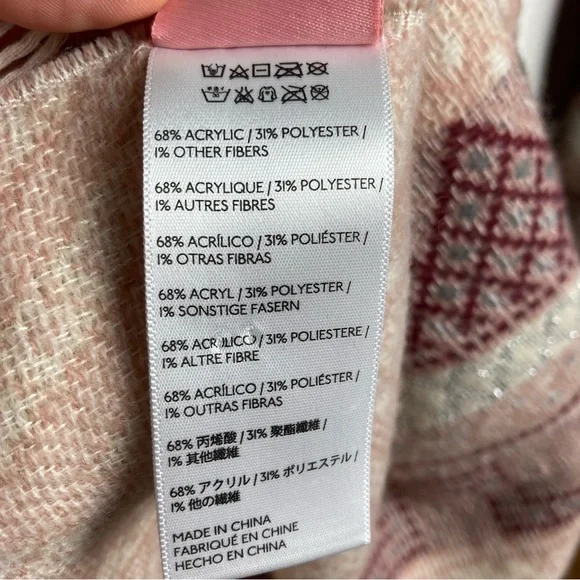 68% ACRYLIC / 31% POLYESTER /
1% OTHER FIBERS
68% ACRYLIQUE / 31% POLYESTER /
1% AUTRES FIBRES
68% ACRÍLICO / 31% POLIÉSTER /
1% OTRAS FIBRAS
68% ACRYL / 31% POLYESTER /
1% SONSTIGE FASERN
68% ACRILICO / 31% POLIESTERE /
1% ALTRE FIBRE
68% ACRÍLICO / 31% POLIÉSTER /
1% OUTRAS FIBRAS
68% 丙烯酸 / 31% 聚酯纖維 /
1% 其他纖維
68% アクリル / 31% ポリエステル /
1% 他の繊維
MADE IN CHINA
FABRIQUÉ EN CHINE
HECHO EN CHINA